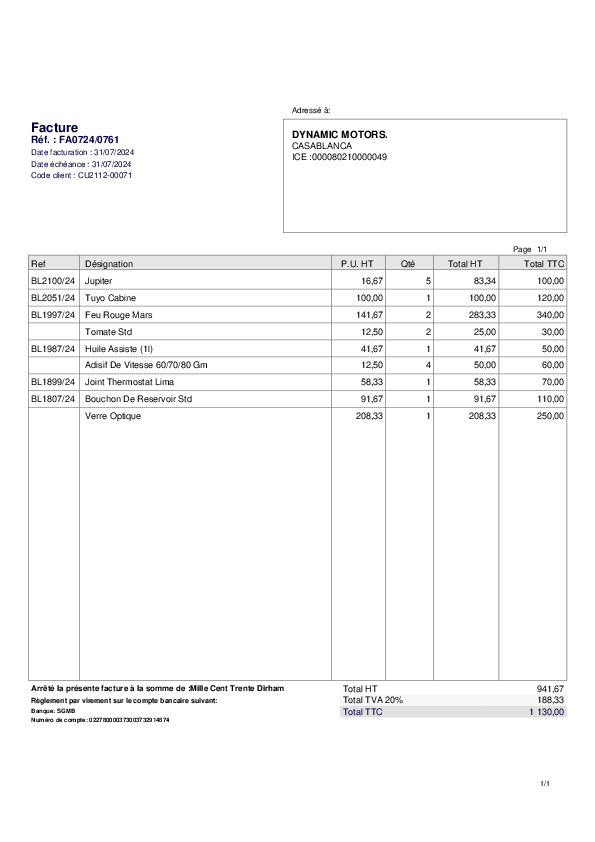 Adressé à:
Facture
Réf. : FA0724/0761
Date facturation : 31/07/2024
Date échéance : 31/07/2024
Code client : CU2112-00071
DYNAMIC MOTORS.
CASABLANCA
ICE :000080210000049
Page 1/1
Ref Désignation P.U. HT Qté Total HT Total TTC
BL2100/24 Jupiter 16,67 5 83,34 100,00
BL2051/24 Tuyo Cabine 100,00 1 100,00 120,00
BL1997/24 Feu Rouge Mars 141,67 2 283,33 340,00
Tomate Std 12,50 2 25,00 30,00
BL1987/24 Huile Assiste (1l) 41,67 1 41,67 50,00
Adisif De Vitesse 60/70/80 Gm 12,50 4 50,00 60,00
BL1899/24 Joint Thermostat Lima 58,33 1 58,33 70,00
BL1807/24 Bouchon De Reservoir Std 91,67 1 91,67 110,00
Verre Optique 208,33 1 208,33 250,00
Arrêté la présente facture à la somme de :Mille Cent Trente Dirham
Règlement par virement sur le compte bancaire suivant:
Banque: SGMB
Total HT 941,67
Total TVA 20% 188,33
Total TTC 1 130,00
Numéro de compte:
1/1